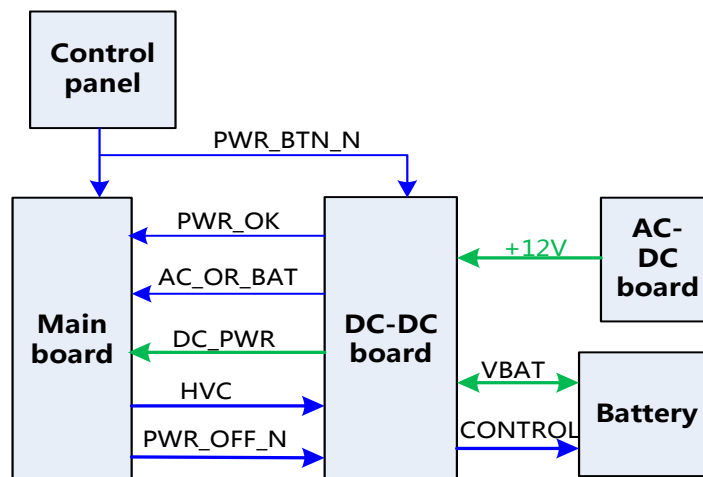 Control
panel
PWR_BTN_N
PWR_OK
AC_OR_BAT
DC_PWR
HVC
PWR_OFF_N
Main
board
DC-DC
board
+12V
AC-
DC
board
VBAT
CONTROL
Battery